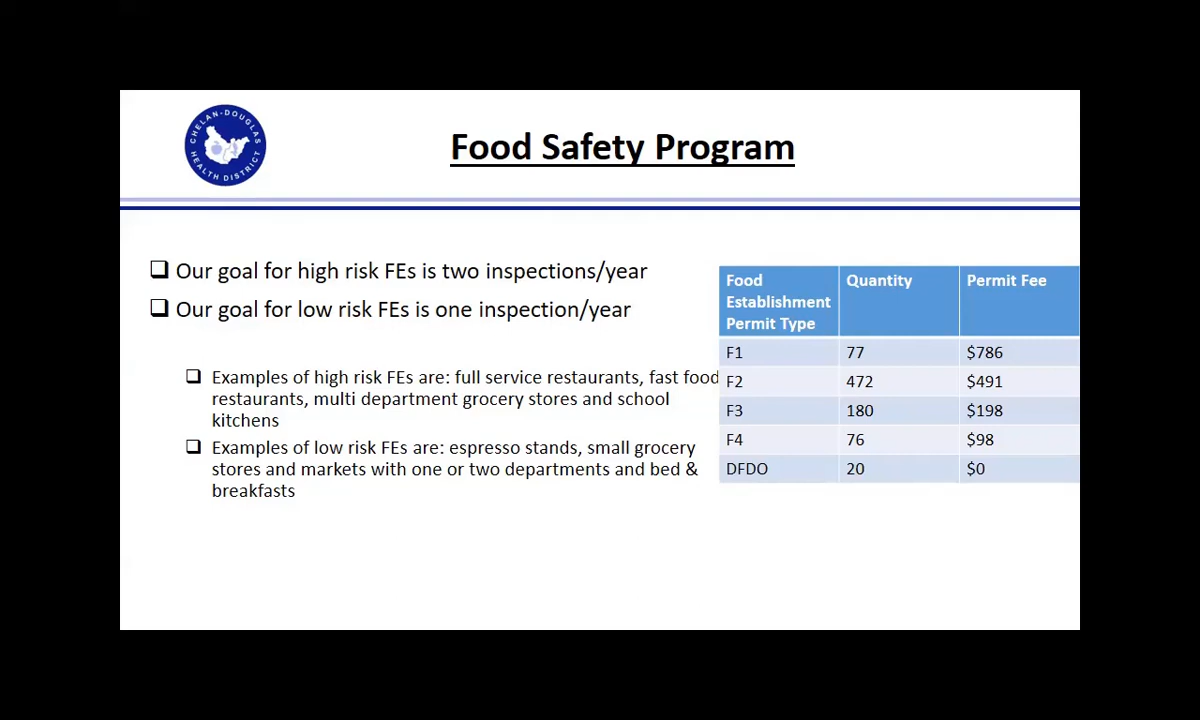 CHELAN-DOUGLAS
HEALTH DISTRICT
Food Safety Program
Our goal for high risk FEs is two inspections/year
Our goal for low risk FEs is one inspection/year
Examples of high risk FEs are: full service restaurants, fast food
restaurants, multi department grocery stores and school
kitchens
Examples of low risk FEs are: espresso stands, small grocery
stores and markets with one or two departments and bed &
breakfasts
Food Quantity Permit Fee
Establishment
Permit Type
F1 77 $786
F2 472 $491
F3 180 $198
F4 76 $98
DFDO 20 $0